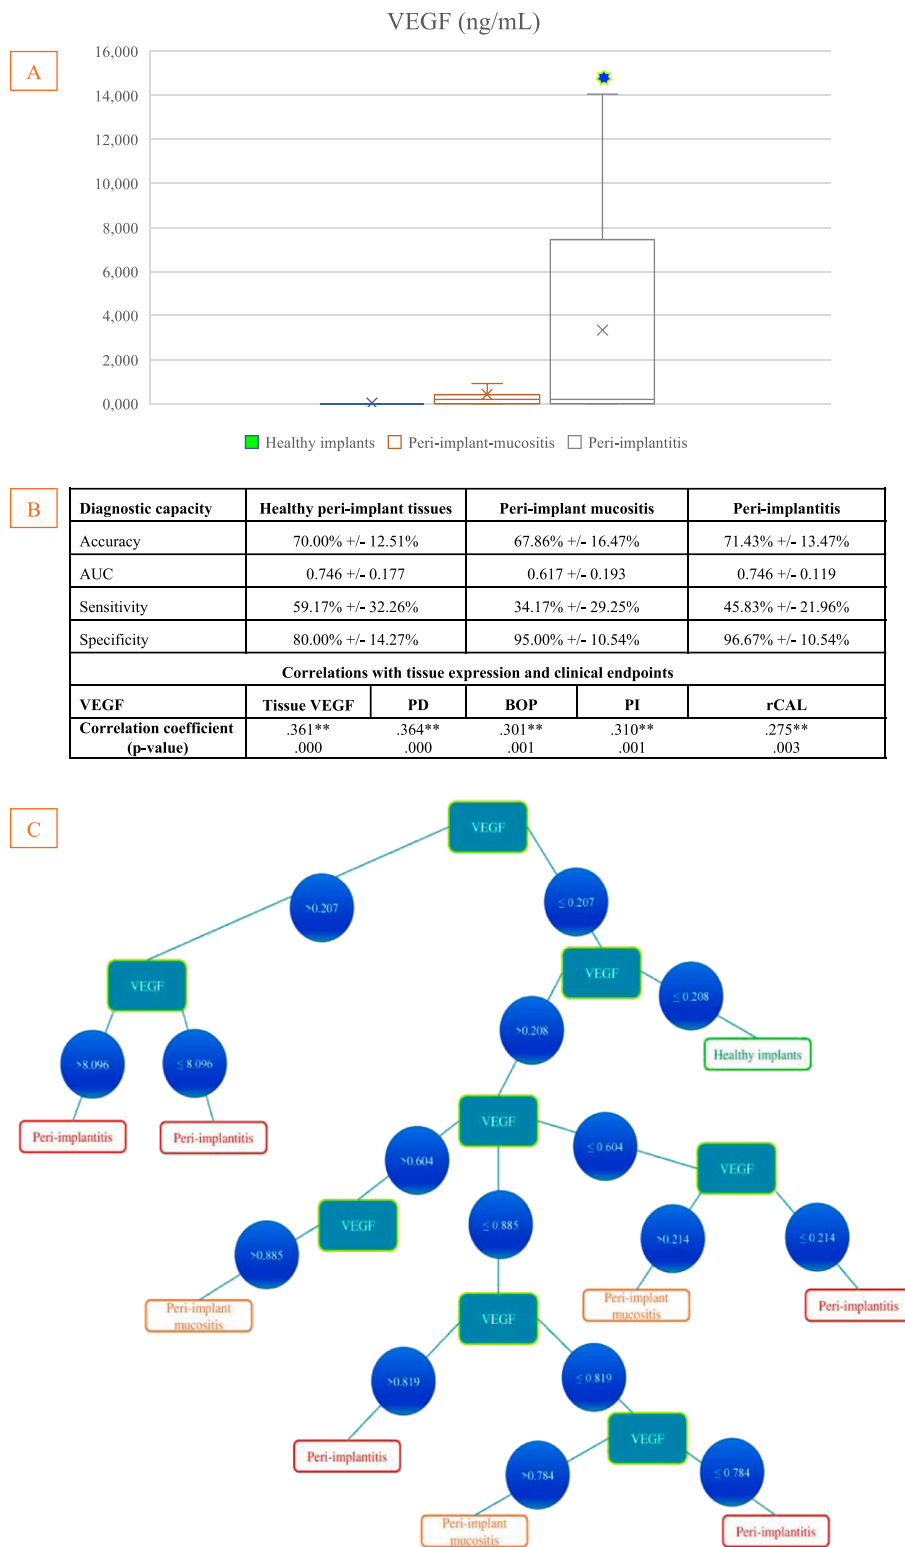 VEGF (ng/mL)
A
16,000
14,000
12,000
10,000
8,000
6,000
4,000
2,000
0,000
Healthy implants Peri-implant-mucositis Peri-implantitis
B
Diagnostic capacity Healthy peri-implant tissues Peri-implant mucositis Peri-implantitis
Accuracy 70.00% +/- 12.51% 67.86% +/- 16.47% 71.43% +/- 13.47%
AUC 0.746 +/- 0.177 0.617 +/- 0.193 0.746 +/- 0.119
Sensitivity 59.17% +/- 32.26% 34.17% +/- 29.25% 45.83% +/- 21.96%
Specificity 80.00% +/- 14.27% 95.00% +/- 10.54% 96.67% +/- 10.54%
Correlations with tissue expression and clinical endpoints
VEGF Tissue VEGF PD BOP PI rCAL
Correlation coefficient .361** .364** .301** .310** .275**
(p-value) .000 .000 .001 .001 .003
C
VEGF
>0.207 ≤ 0.207
VEGF VEGF
>0.208 ≤ 0.208
Healthy implants
>8.096 ≤ 8.096
Peri-implantitis Peri-implantitis
VEGF
>0.604 ≤ 0.885 ≤ 0.604
VEGF VEGF
>0.885 >0.214 ≤ 0.214
Peri-implant
mucositis
Peri-implant
mucositis
Peri-implantitis
VEGF
>0.819 ≤ 0.819
Peri-implantitis VEGF
>0.784 ≤ 0.784
Peri-implant
mucositis
Peri-implantitis